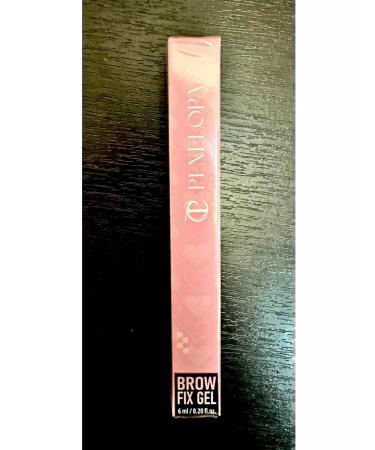 PENELOPA
BROW
FIX GEL
6 ml / 0.20 fl.oz.